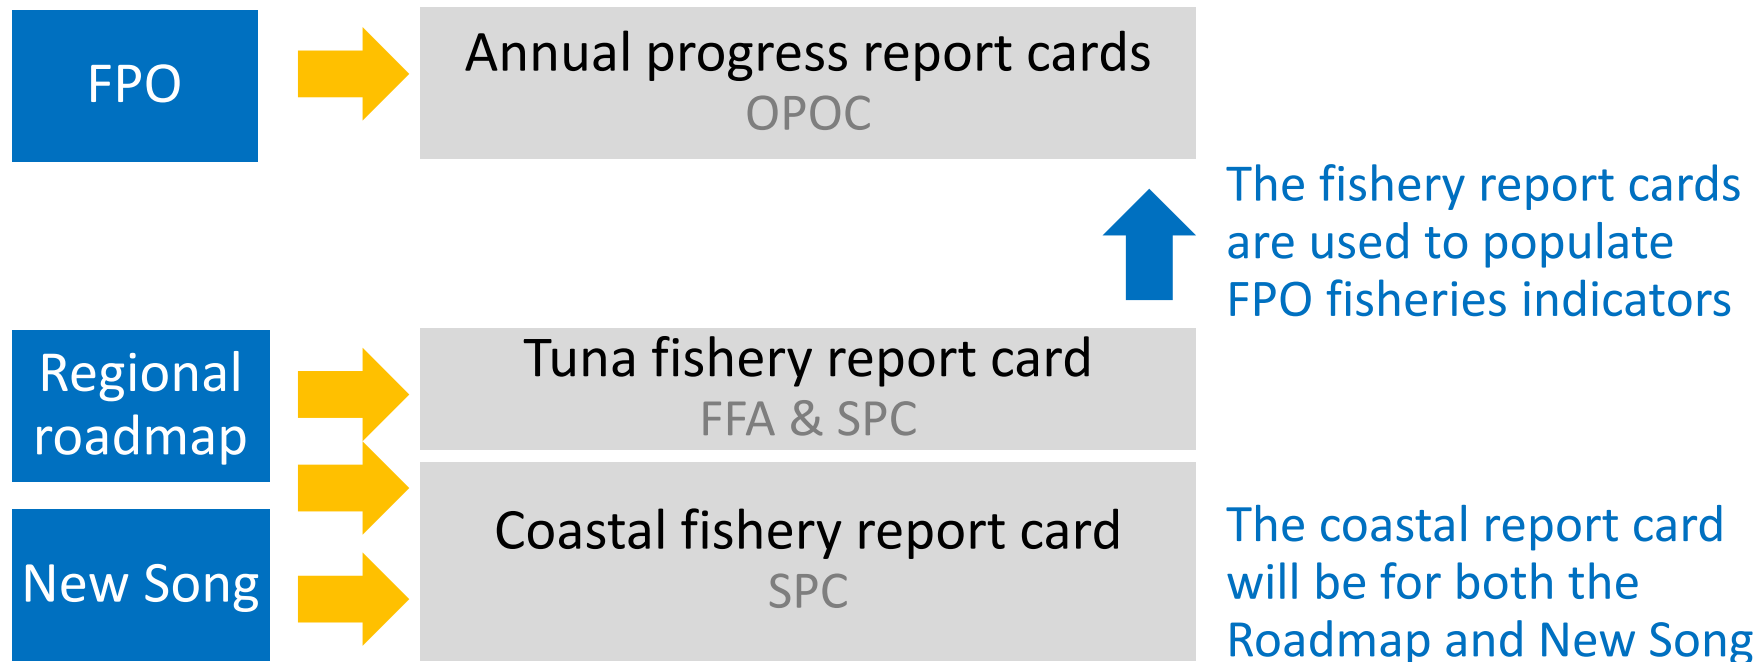 FPO
Annual progress report cards
OPOC
The fishery report cards
are used to populate
FPO fisheries indicators
Regional
roadmap
Tuna fishery report card
FFA & SPC
New Song
Coastal fishery report card
SPC
The coastal report card
will be for both the
Roadmap and New Song